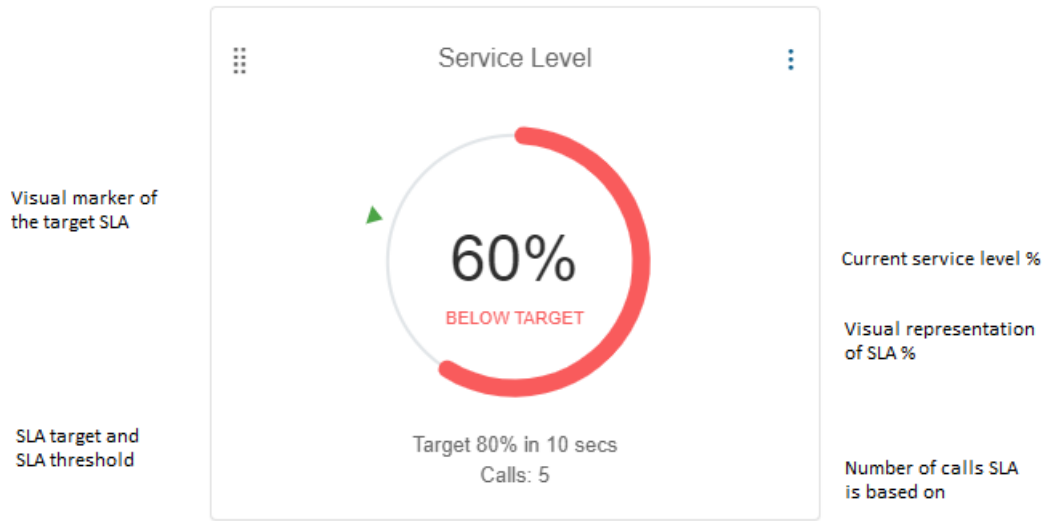 Service Level
Visual marker of
the target SLA
60%
BELOW TARGET
Current service level %
Visual representation
of SLA %
SLA target and
SLA threshold
Target 80% in 10 secs
Calls: 5
Number of calls SLA
is based on